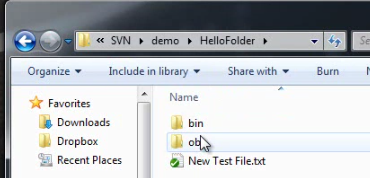 « SVN ▸ demo ▸ HelloFolder ▸
Organize ▾ Include in library ▾ Share with ▾ Burn
Name
Favorites
Downloads
Dropbox
Recent Places
bin
New Test File.txt